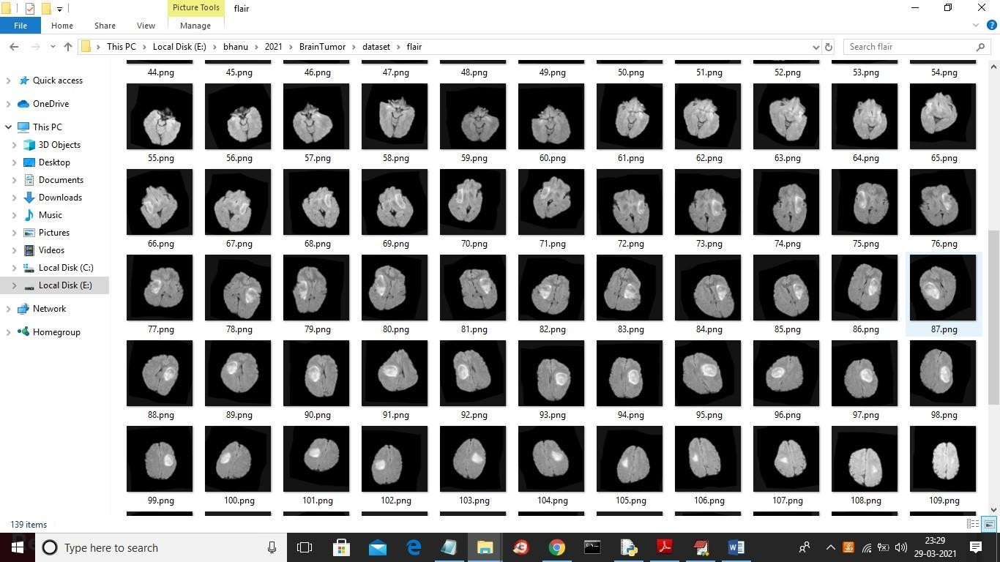 Picture Tools
flair
File
Home
Share
View
Manage
This PC > Local Disk (E:) > bhanu > 2021 > BrainTumor > dataset > flair
Search flair
Quick access
OneDrive
This PC
3D Objects
Desktop
Documents
Downloads
Music
Pictures
Videos
Local Disk (C:)
Local Disk (E:)
Network
Homegroup
44.png 45.png 46.png 47.png 48.png 49.png 50.png 51.png 52.png 53.png 54.png
55.png 56.png 57.png 58.png 59.png 60.png 61.png 62.png 63.png 64.png 65.png
66.png 67.png 68.png 69.png 70.png 71.png 72.png 73.png 74.png 75.png 76.png
77.png 78.png 79.png 80.png 81.png 82.png 83.png 84.png 85.png 86.png 87.png
88.png 89.png 90.png 91.png 92.png 93.png 94.png 95.png 96.png 97.png 98.png
99.png 100.png 101.png 102.png 103.png 104.png 105.png 106.png 107.png 108.png 109.png
139 items
Type here to search
23:29
29-03-2021